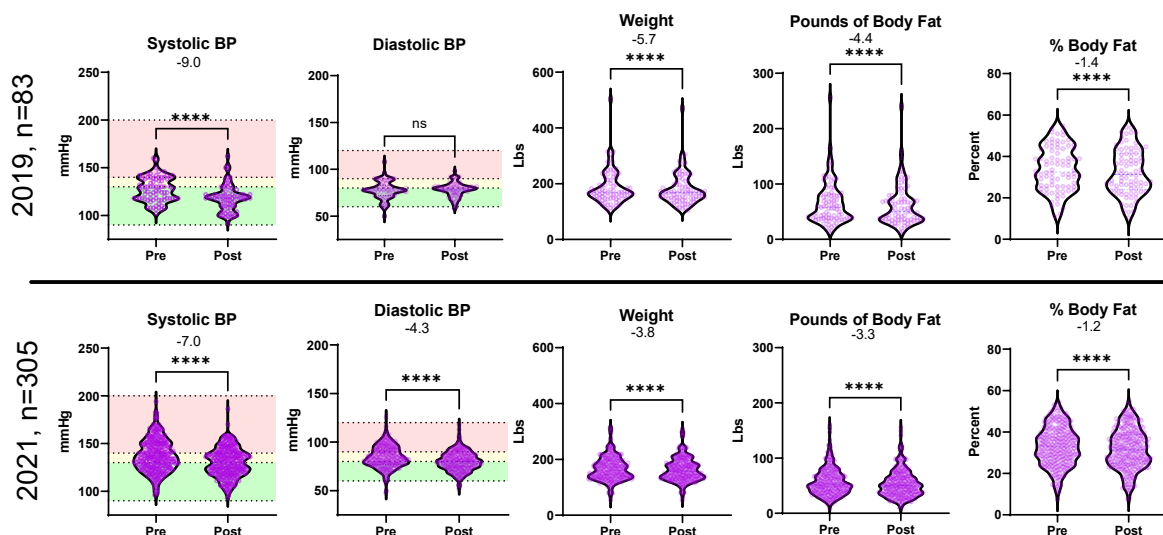 2019, n=83
Systolic BP
-9.0
mmHg
250
200
150
100
****
Pre Post
Diastolic BP
mmHg
200
150
100
50
ns
Pre Post
Weight
-5.7
Lbs
600
400
200
0
****
Pre Post
Pounds of Body Fat
-4.4
Lbs
300
200
100
0
****
Pre Post
% Body Fat
-1.4
Percent
80
60
40
20
0
****
Pre Post
2021, n=305
Systolic BP
-7.0
mmHg
250
200
150
100
****
Pre Post
Diastolic BP
-4.3
mmHg
200
150
100
50
****
Pre Post
Weight
-3.8
Lbs
600
400
200
0
****
Pre Post
Pounds of Body Fat
-3.3
Lbs
300
200
100
0
****
Pre Post
% Body Fat
-1.2
Percent
80
60
40
20
0
****
Pre Post